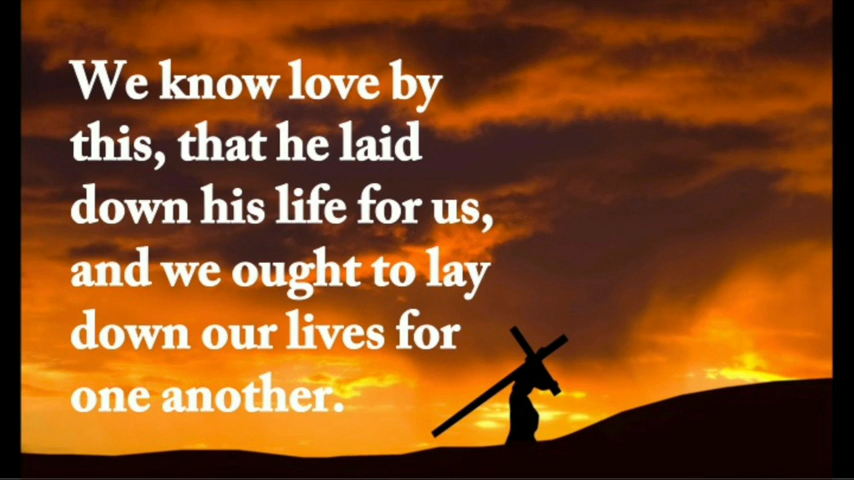 We know love by
this, that he laid
down his life for us,
and we ought to lay
down our lives for
one another.